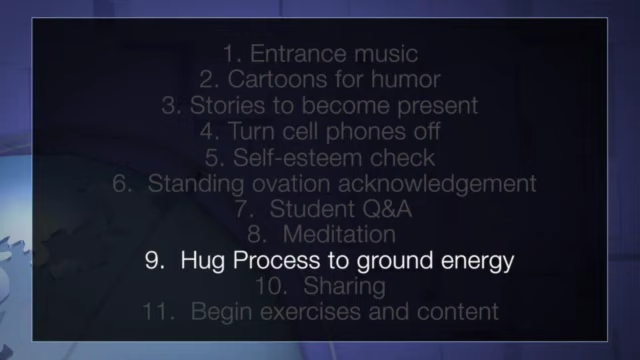 1. Entrance music
2. Cartoons for humor
3. Stories to become present
4. Turn cell phones off
5. Self-esteem check
6. Standing ovation acknowledgement
7. Student Q&A
8. Meditation
9. Hug Process to ground energy
10. Sharing
11. Begin exercises and content